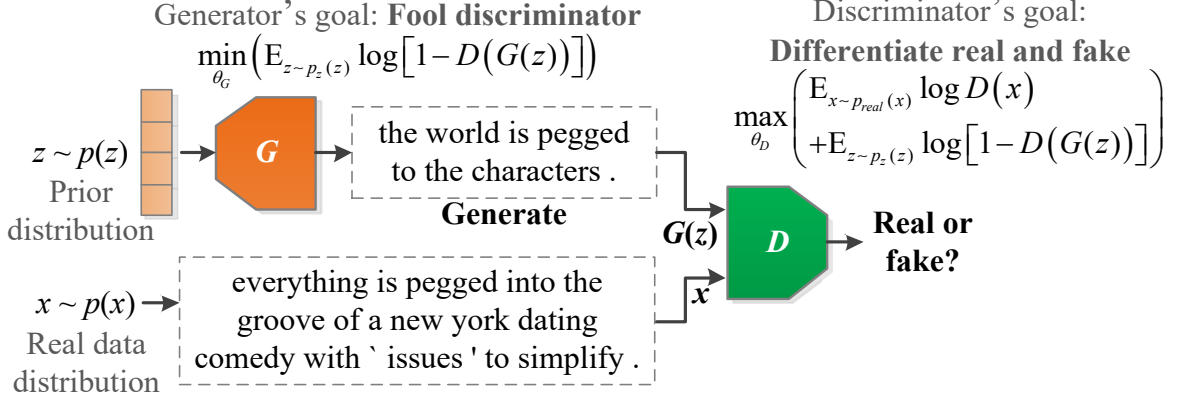 Generator's goal: Fool discriminator
min_{θ_G} ( E_{z~p_z(z)} log[1−D(G(z))] )
Discriminator's goal:
Differentiate real and fake
max_{θ_D} ( E_{x~p_{real}(x)} log D(x)
+E_{z~p_z(z)} log[1−D(G(z))] )
z ~ p(z)
Prior
distribution
G
the world is pegged
to the characters .
Generate
G(z)
x
D
Real or
fake?
x ~ p(x)
Real data
distribution
everything is pegged into the
groove of a new york dating
comedy with ` issues ' to simplify .